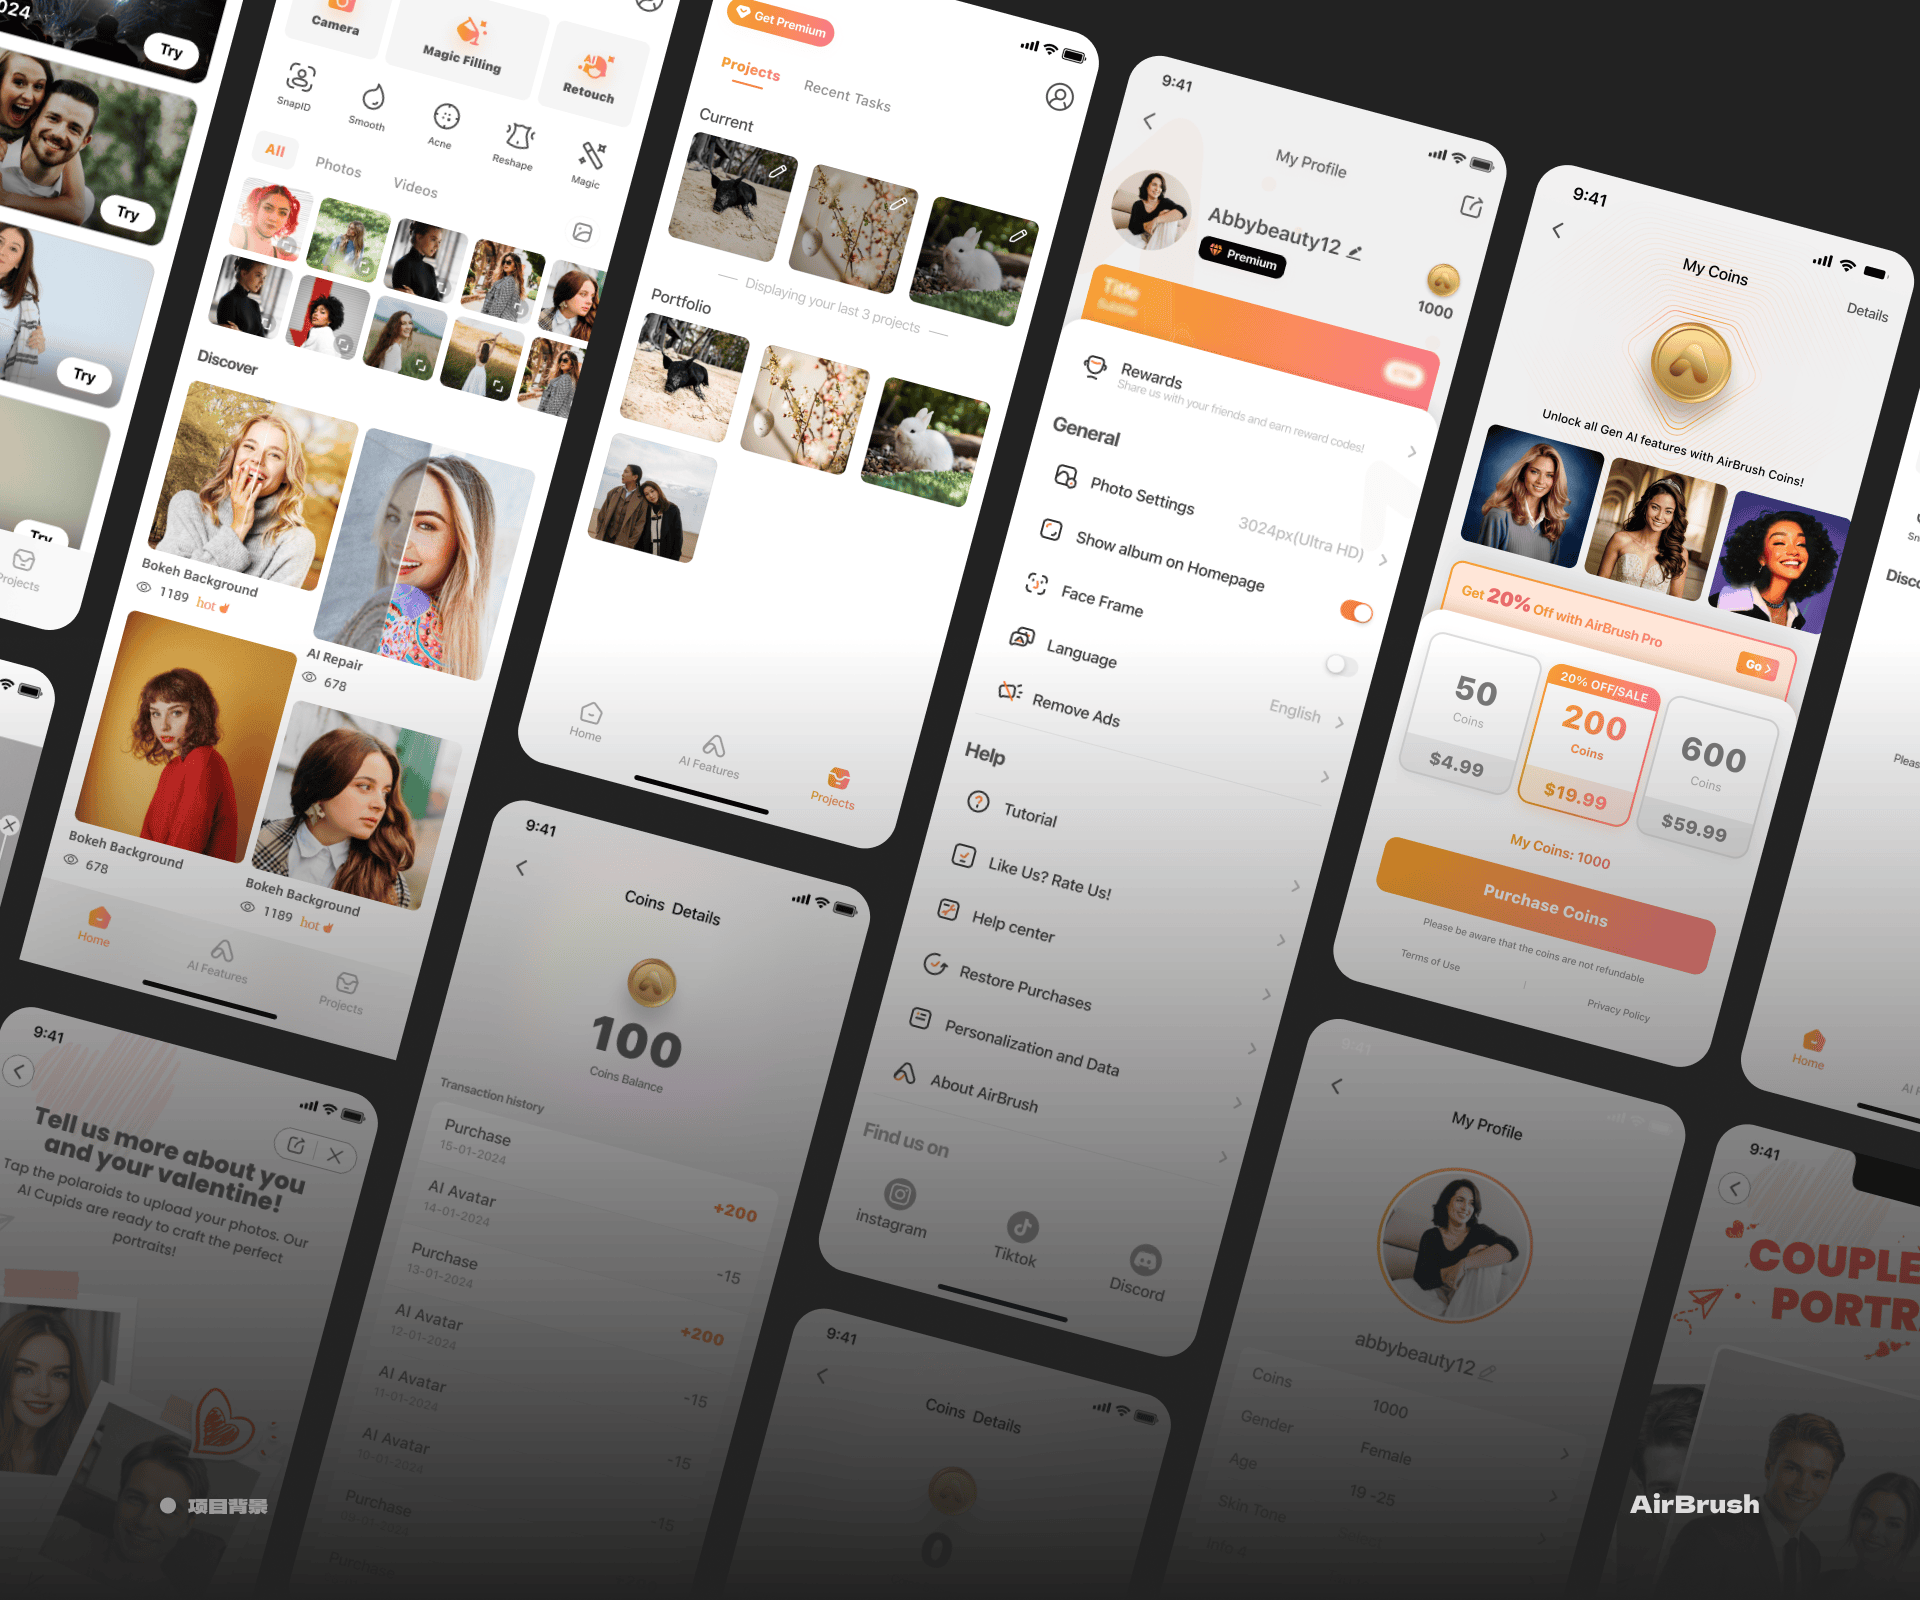 2024
Try
Try
Try
Try
Projects
Camera
Magic Filling
Retouch
SnapID
Smooth
Acne
Reshape
Magic
All
Photos
Videos
Discover
Bokeh Background
1189 hot
AI Repair
678
Bokeh Background
678
Bokeh Background
1189 hot
Home
AI Features
Projects
Get Premium
Projects
Recent Tasks
Current
Displaying your last 3 projects
Portfolio
Home
AI Features
Projects
9:41
My Profile
Abbybeauty12
Premium
1000
Title
Rewards
Share us with your friends and earn reward codes!
General
Photo Settings
3024px(Ultra HD)
Show album on Homepage
Face Frame
Language
English
Remove Ads
Help
Tutorial
Like Us? Rate Us!
Help center
Restore Purchases
Personalization and Data
About AirBrush
Find us on
instagram
Tiktok
Discord
9:41
My Coins
Details
Unlock all Gen AI features with AirBrush Coins!
Get 20% Off with AirBrush Pro
Go
50
Coins
$4.99
20% OFF/SALE
200
Coins
$19.99
600
Coins
$59.99
My Coins: 1000
Purchase Coins
Please be aware that the coins are not refundable
Terms of Use
Privacy Policy
Home
9:41
Tell us more about you
and your valentine!
Tap the polaroids to upload your photos. Our
AI Cupids are ready to craft the perfect
portraits!
9:41
Coins Details
100
Coins Balance
Transaction history
Purchase
15-01-2024
+200
AI Avatar
14-01-2024
-15
Purchase
13-01-2024
+200
AI Avatar
12-01-2024
-15
AI Avatar
11-01-2024
-15
AI Avatar
10-01-2024
-15
Purchase
9:41
Coins Details
0
9:41
My Profile
abbybeauty12
Coins
1000
Gender
Female
Age
19 -25
Skin Tone
9:41
COUPLE
PORTR
项目背景
AirBrush